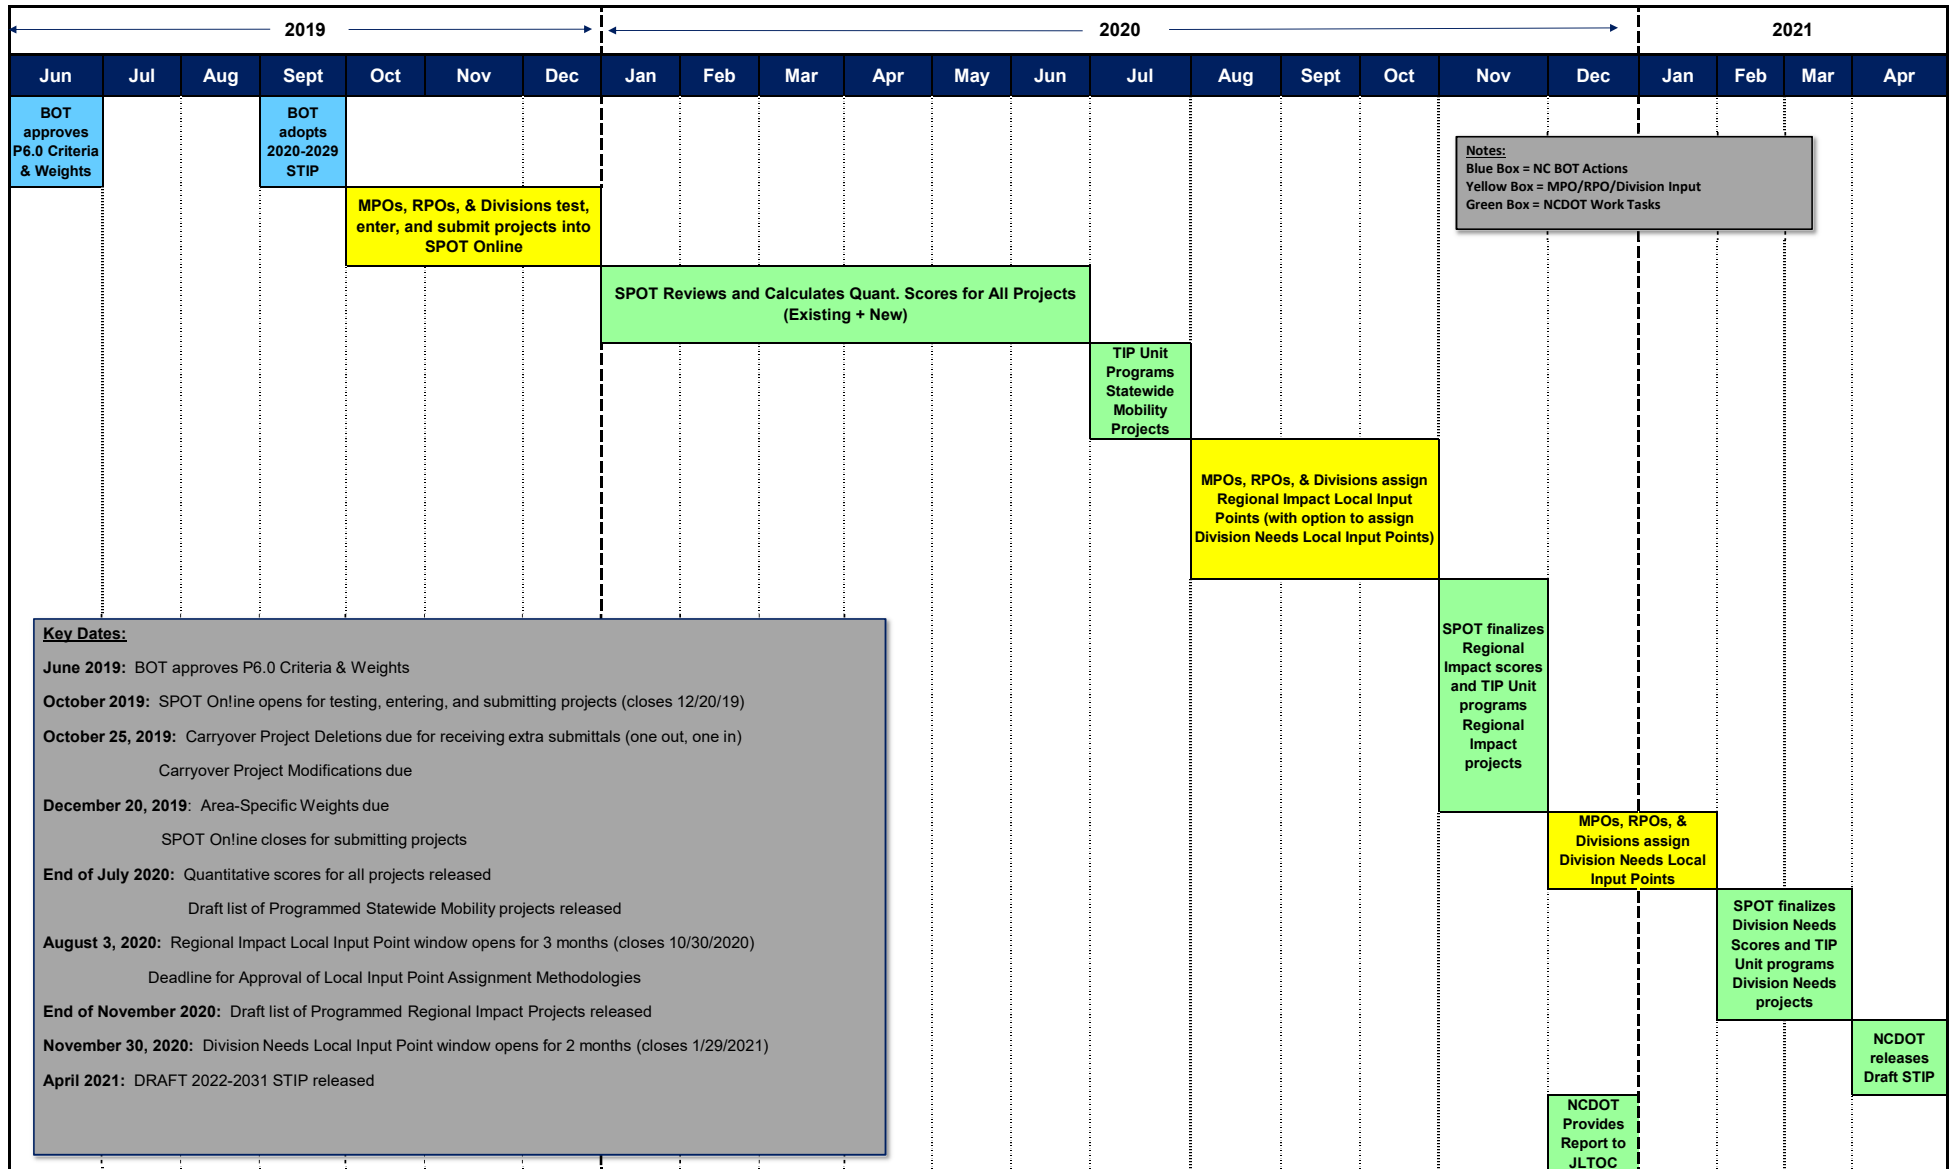 2019
2020
2021
Jun Jul Aug Sept Oct Nov Dec Jan Feb Mar Apr May Jun Jul Aug Sept Oct Nov Dec Jan Feb Mar Apr
BOT
approves
P6.0 Criteria
& Weights
BOT
adopts
2020-2029
STIP
Notes:
Blue Box = NC BOT Actions
Yellow Box = MPO/RPO/Division Input
Green Box = NCDOT Work Tasks
MPOs, RPOs, & Divisions test,
enter, and submit projects into
SPOT Online
SPOT Reviews and Calculates Quant. Scores for All Projects
(Existing + New)
TIP Unit
Programs
Statewide
Mobility
Projects
MPOs, RPOs, & Divisions assign
Regional Impact Local Input
Points (with option to assign
Division Needs Local Input Points)
SPOT finalizes
Regional
Impact scores
and TIP Unit
programs
Regional
Impact
projects
Key Dates:
June 2019: BOT approves P6.0 Criteria & Weights
October 2019: SPOT On!ine opens for testing, entering, and submitting projects (closes 12/20/19)
October 25, 2019: Carryover Project Deletions due for receiving extra submittals (one out, one in)
Carryover Project Modifications due
December 20, 2019: Area-Specific Weights due
SPOT On!ine closes for submitting projects
End of July 2020: Quantitative scores for all projects released
Draft list of Programmed Statewide Mobility projects released
August 3, 2020: Regional Impact Local Input Point window opens for 3 months (closes 10/30/2020)
Deadline for Approval of Local Input Point Assignment Methodologies
End of November 2020: Draft list of Programmed Regional Impact Projects released
November 30, 2020: Division Needs Local Input Point window opens for 2 months (closes 1/29/2021)
April 2021: DRAFT 2022-2031 STIP released
MPOs, RPOs, &
Divisions assign
Division Needs Local
Input Points
SPOT finalizes
Division Needs
Scores and TIP
Unit programs
Division Needs
projects
NCDOT
releases
Draft STIP
NCDOT
Provides
Report to
JLTOC